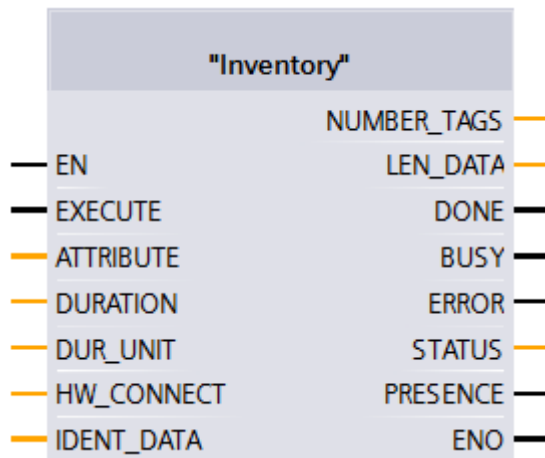 "Inventory"
NUMBER_TAGS
EN LEN_DATA
EXECUTE DONE
ATTRIBUTE BUSY
DURATION ERROR
DUR_UNIT STATUS
HW_CONNECT PRESENCE
IDENT_DATA ENO